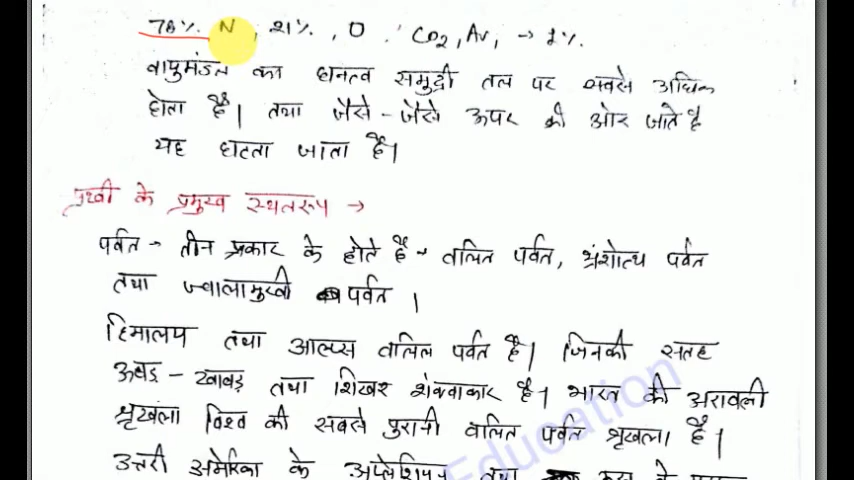 78% N, 21%, O, CO2, Ar, → 1%.
वायुमंडल का घनत्व समुद्री तल पर सबसे अधिक
होता है। तथा जैसे-जैसे ऊपर की ओर जाते है
यह घटता जाता है।
पृथ्वी के प्रमुख स्थलरूप →
पर्वत - तीन प्रकार के होते है - वलित पर्वत, भ्रंशोत्थ पर्वत
तथा ज्वालामुखी पर्वत।
हिमालय तथा आल्प्स वलित पर्वत है। जिनकी सतह
ऊबड़-खाबड़ तथा शिखर शंक्वाकार है। भारत की अरावली
श्रृंखला विश्व की सबसे पुरानी वलित पर्वत श्रृंखला है।
उत्तरी अमेरिका के तथा रूस के
Education